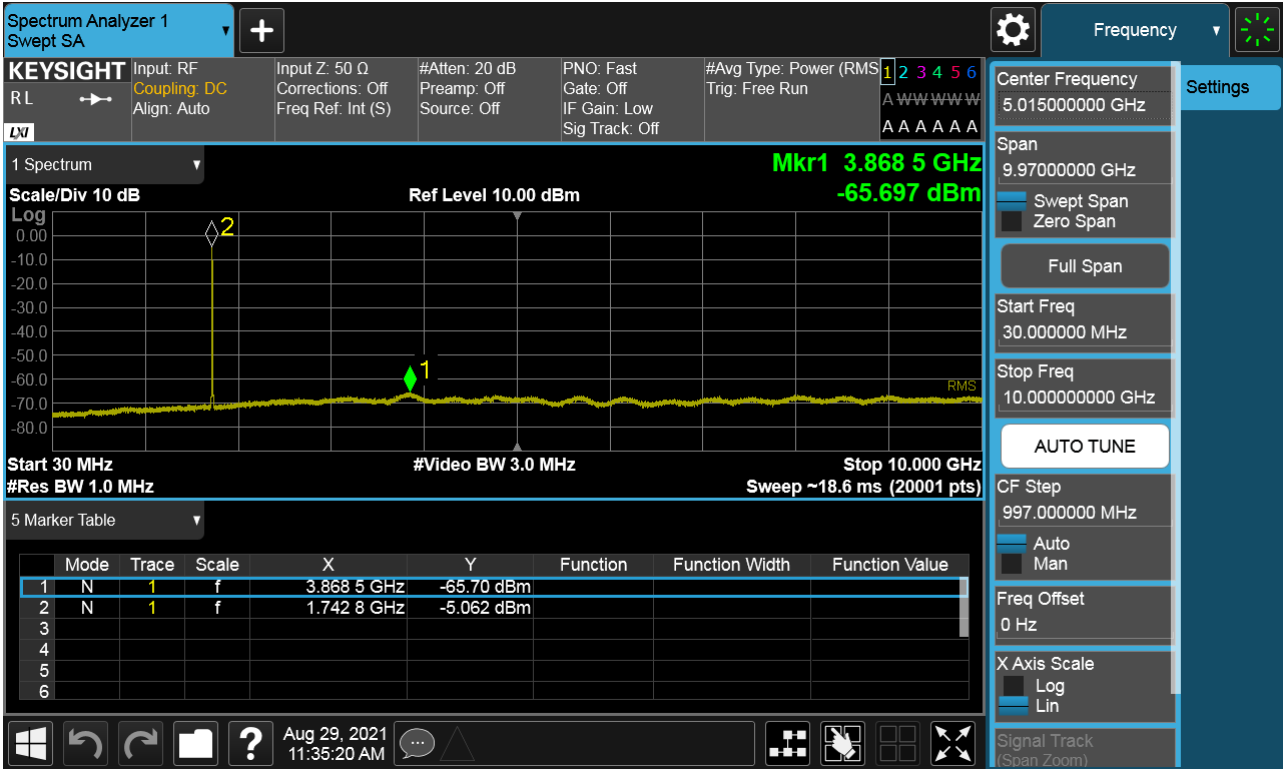 Spectrum Analyzer 1
Swept SA
+
Frequency
KEYSIGHT
RL
LXI
Input: RF
Coupling: DC
Align: Auto
Input Z: 50 Ω
Corrections: Off
Freq Ref: Int (S)
#Atten: 20 dB
Preamp: Off
Source: Off
PNO: Fast
Gate: Off
IF Gain: Low
Sig Track: Off
#Avg Type: Power (RMS
Trig: Free Run
1 2 3 4 5 6
A W W W W W
A A A A A A
1 Spectrum
Mkr1 3.868 5 GHz
Scale/Div 10 dB
Ref Level 10.00 dBm
-65.697 dBm
Log
0.00
-10.0
-20.0
-30.0
-40.0
-50.0
-60.0
-70.0
-80.0
2
1
RMS
Start 30 MHz
#Video BW 3.0 MHz
Stop 10.000 GHz
#Res BW 1.0 MHz
Sweep ~18.6 ms (20001 pts)
5 Marker Table
Mode Trace Scale X Y Function Function Width Function Value
1 N 1 f 3.868 5 GHz -65.70 dBm
2 N 1 f 1.742 8 GHz -5.062 dBm
3
4
5
6
?
Aug 29, 2021
11:35:20 AM
Center Frequency
5.015000000 GHz
Settings
Span
9.97000000 GHz
Swept Span
Zero Span
Full Span
Start Freq
30.000000 MHz
Stop Freq
10.000000000 GHz
AUTO TUNE
CF Step
997.000000 MHz
Auto
Man
Freq Offset
0 Hz
X Axis Scale
Log
Lin
Signal Track
(Span Zoom)